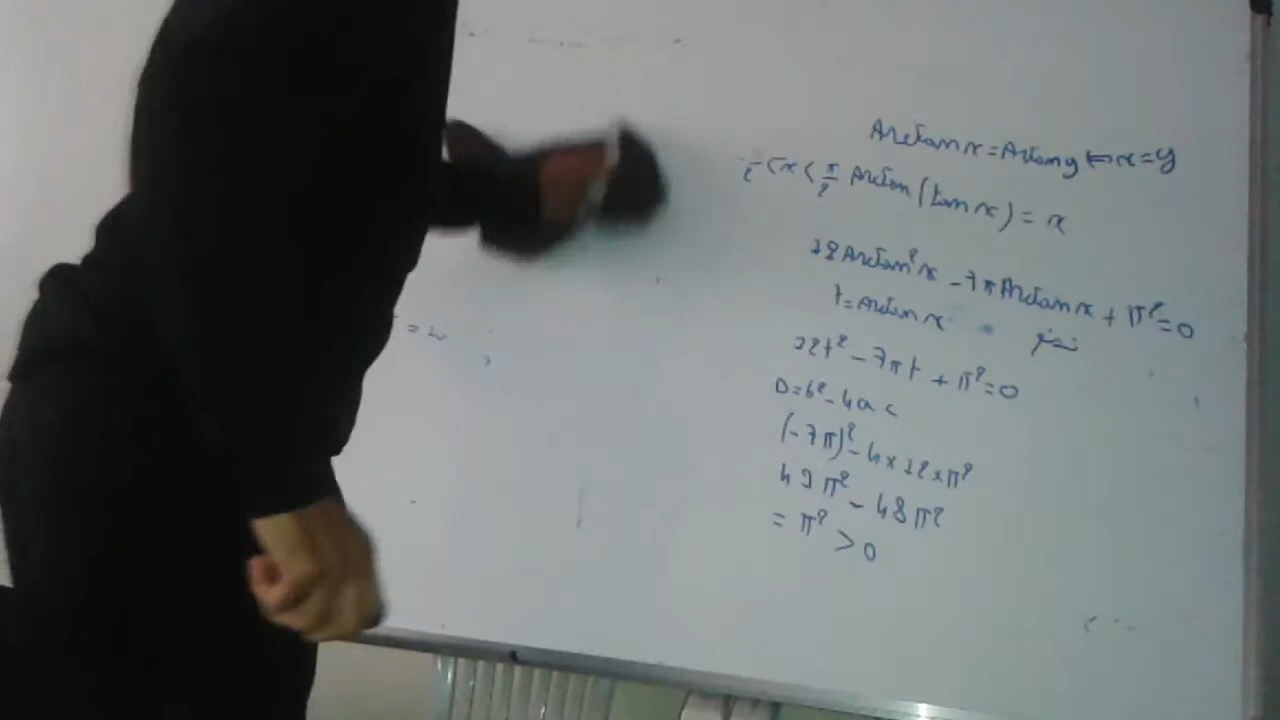 Arctan x = Arctan y ⇔ x = y
< x < π/2 Arctan (tan x) = x
12 Arctan² x - 7π Arctan x + π² = 0
t = Arctan x نضع
12t² - 7πt + π² = 0
Δ = b² - 4ac
(-7π)² - 4 × 12 × π²
49π² - 48π²
= π² > 0